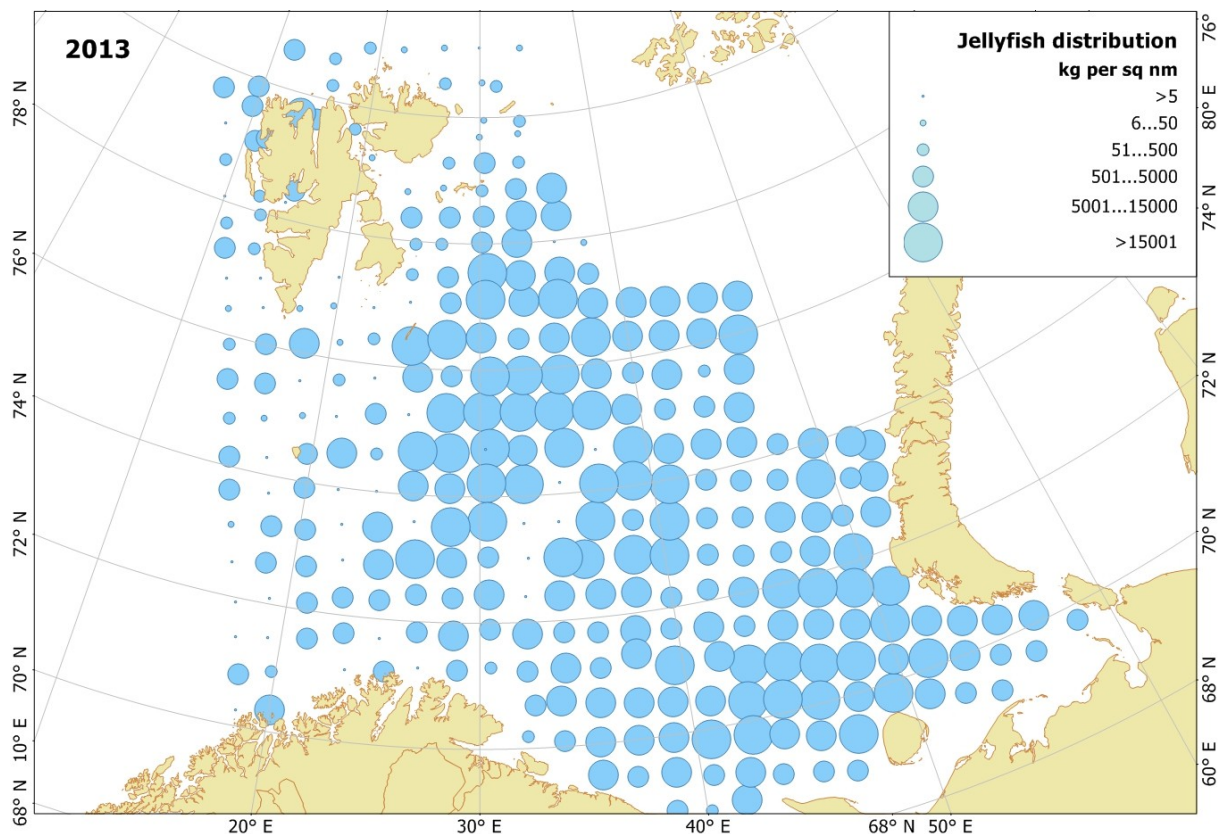 2013
Jellyfish distribution
kg per sq nm
>5
6...50
51...500
501...5000
5001...15000
>15001
78° N
76° N
74° N
72° N
70° N
10° E
68° N
20° E
30° E
40° E
68° N
50° E
76°
80° E
74° N
72° N
70° N
68° N
60° E